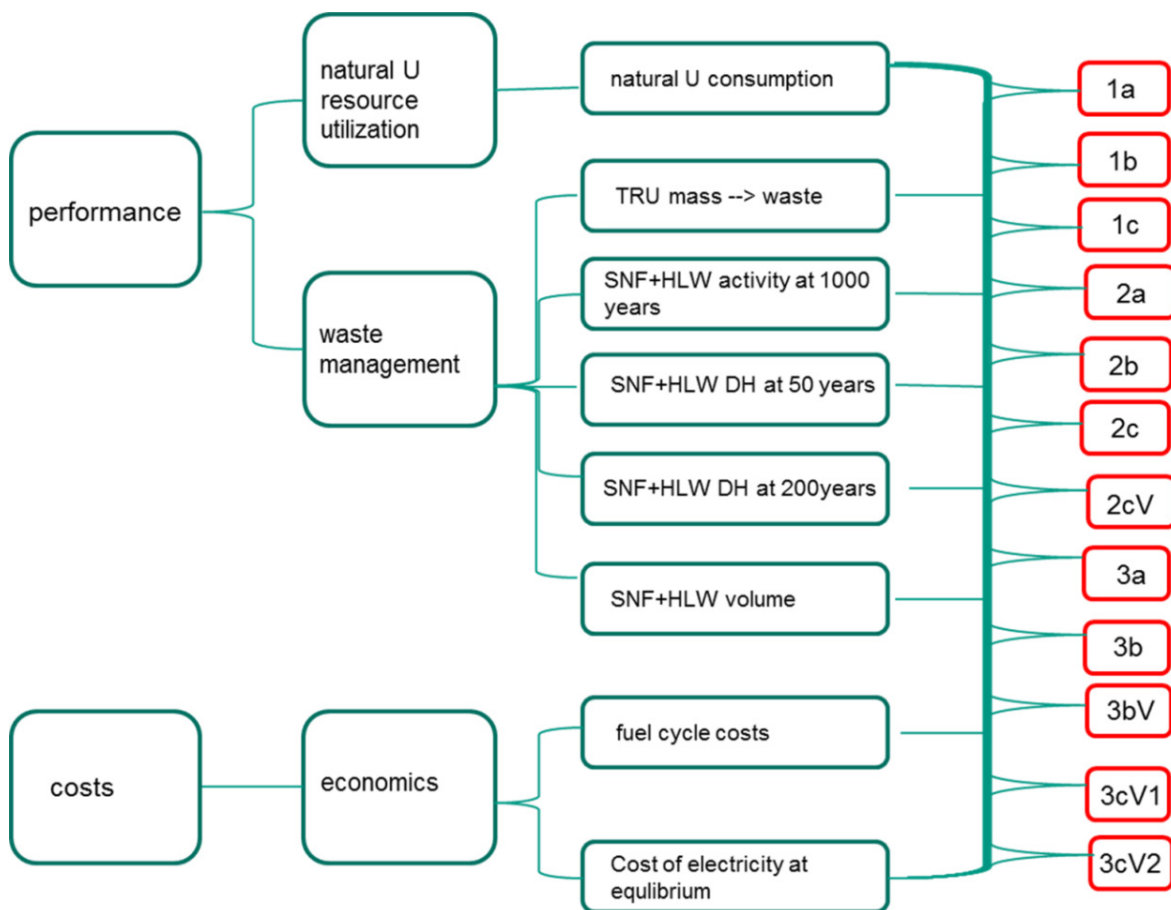 performance
costs
natural U
resource
utilization
waste
management
economics
natural U consumption
TRU mass --> waste
SNF+HLW activity at 1000
years
SNF+HLW DH at 50 years
SNF+HLW DH at 200years
SNF+HLW volume
fuel cycle costs
Cost of electricity at
equlibrium
1a
1b
1c
2a
2b
2c
2cV
3a
3b
3bV
3cV1
3cV2